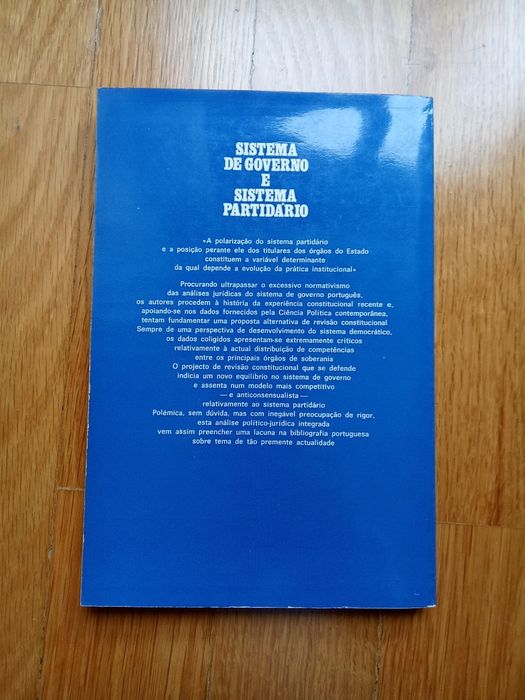 SISTEMA
DE GOVERNO
E
SISTEMA
PARTIDÁRIO
«A polarização do sistema partidário
e a posição perante ele dos titulares dos órgãos do Estado
constituem a variável determinante
da qual depende a evolução da prática institucional»
Procurando ultrapassar o excessivo normativismo
das análises jurídicas do sistema de governo português,
os autores procedem à história da experiência constitucional recente e,
apoiando-se nos dados fornecidos pela Ciência Política contemporânea,
tentam fundamentar uma proposta alternativa de revisão constitucional
Sempre de uma perspectiva de desenvolvimento do sistema democrático,
os dados coligidos apresentam-se extremamente críticos
relativamente à actual distribuição de competências
entre os principais órgãos de soberania
O projecto de revisão constitucional que se defende
indicia um novo equilíbrio no sistema de governo
e assenta num modelo mais competitivo
— e anticonsensualista —
relativamente ao sistema partidário
Polémica, sem dúvida, mas com inegável preocupação de rigor,
esta análise político-jurídica integrada
vem assim preencher uma lacuna na bibliografia portuguesa
sobre tema de tão premente actualidade